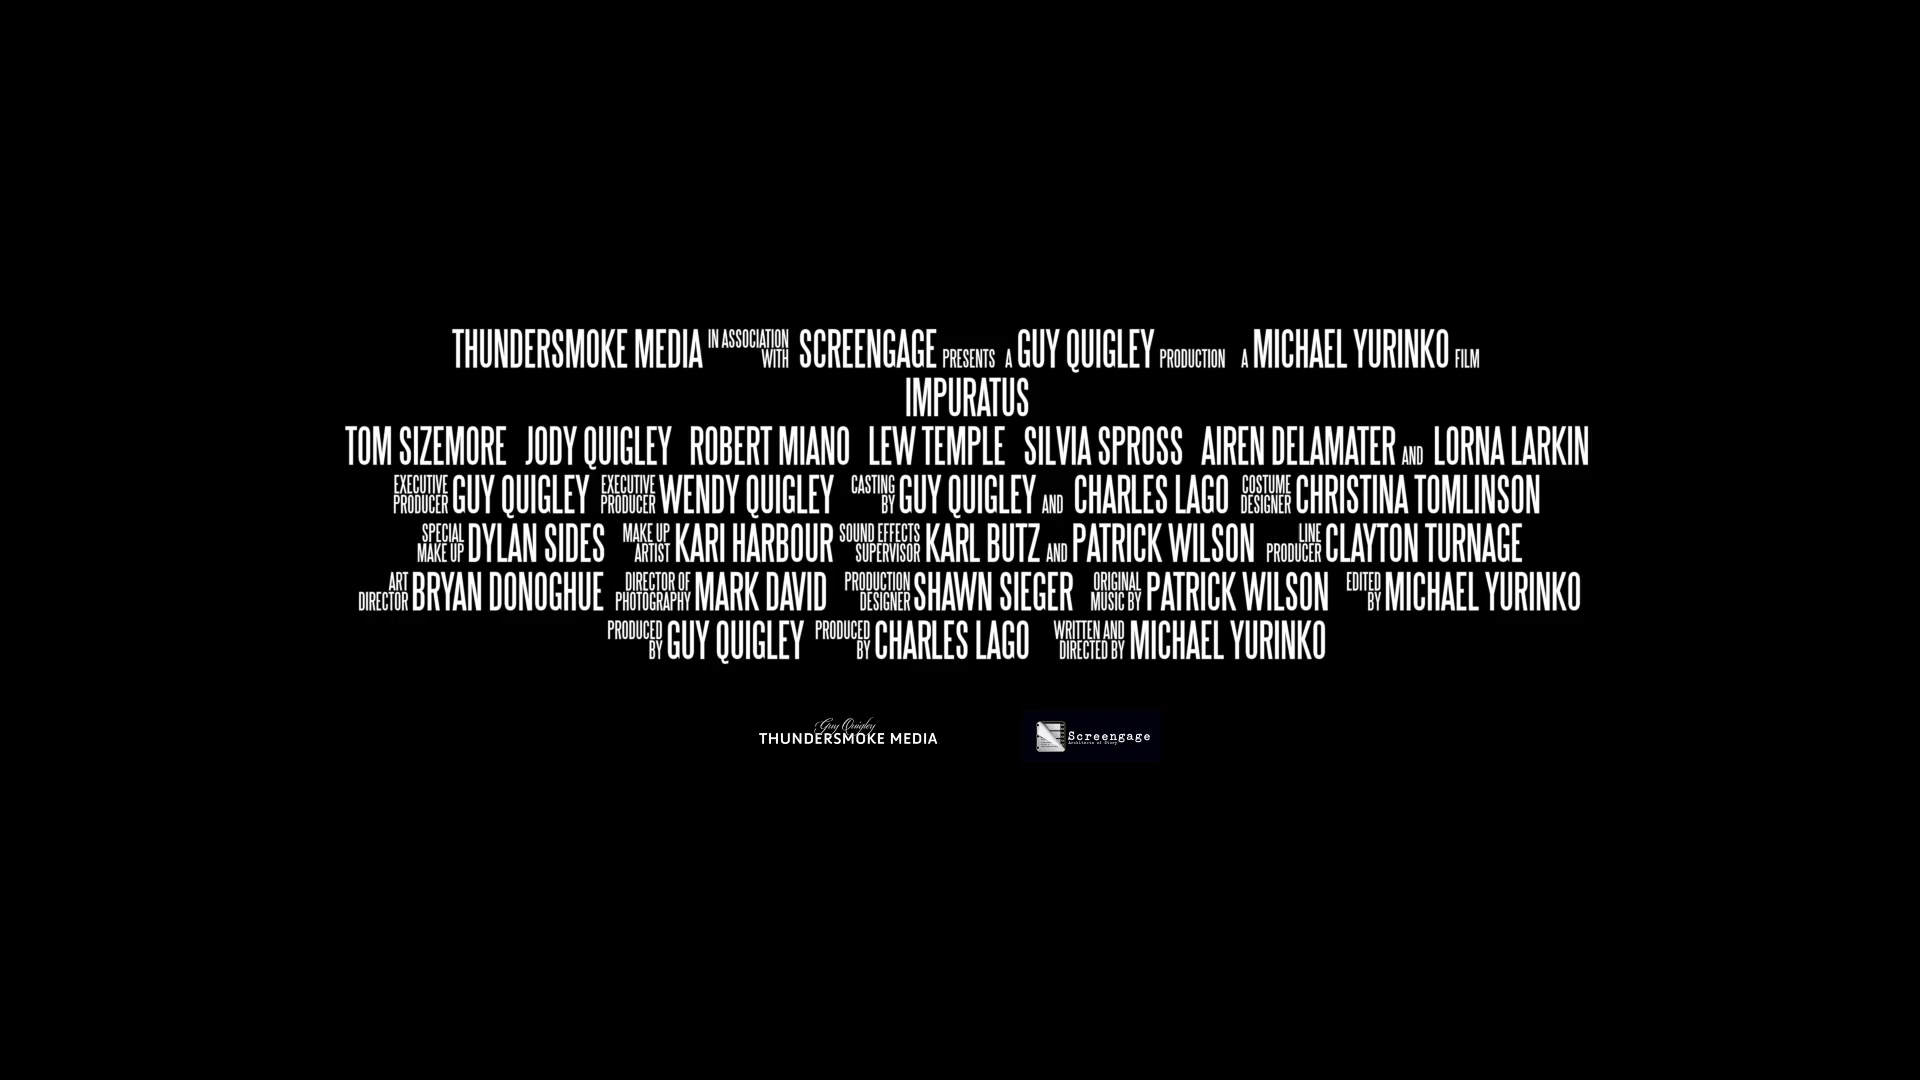 THUNDERSMOKE MEDIA IN ASSOCIATION WITH SCREENGAGE PRESENTS A GUY QUIGLEY PRODUCTION A MICHAEL YURINKO FILM
IMPURATUS
TOM SIZEMORE JODY QUIGLEY ROBERT MIANO LEW TEMPLE SILVIA SPROSS AIREN DELAMATER AND LORNA LARKIN
EXECUTIVE PRODUCER GUY QUIGLEY EXECUTIVE PRODUCER WENDY QUIGLEY CASTING BY GUY QUIGLEY AND CHARLES LAGO COSTUME DESIGNER CHRISTINA TOMLINSON
SPECIAL MAKE UP DYLAN SIDES MAKE UP ARTIST KARI HARBOUR SOUND EFFECTS SUPERVISOR KARL BUTZ AND PATRICK WILSON LINE PRODUCER CLAYTON TURNAGE
ART DIRECTOR BRYAN DONOGHUE DIRECTOR OF PHOTOGRAPHY MARK DAVID PRODUCTION DESIGNER SHAWN SIEGER ORIGINAL MUSIC BY PATRICK WILSON EDITED BY MICHAEL YURINKO
PRODUCED BY GUY QUIGLEY PRODUCED BY CHARLES LAGO WRITTEN AND DIRECTED BY MICHAEL YURINKO
Guy Quigley
THUNDERSMOKE MEDIA
Screengage
Architects of Story